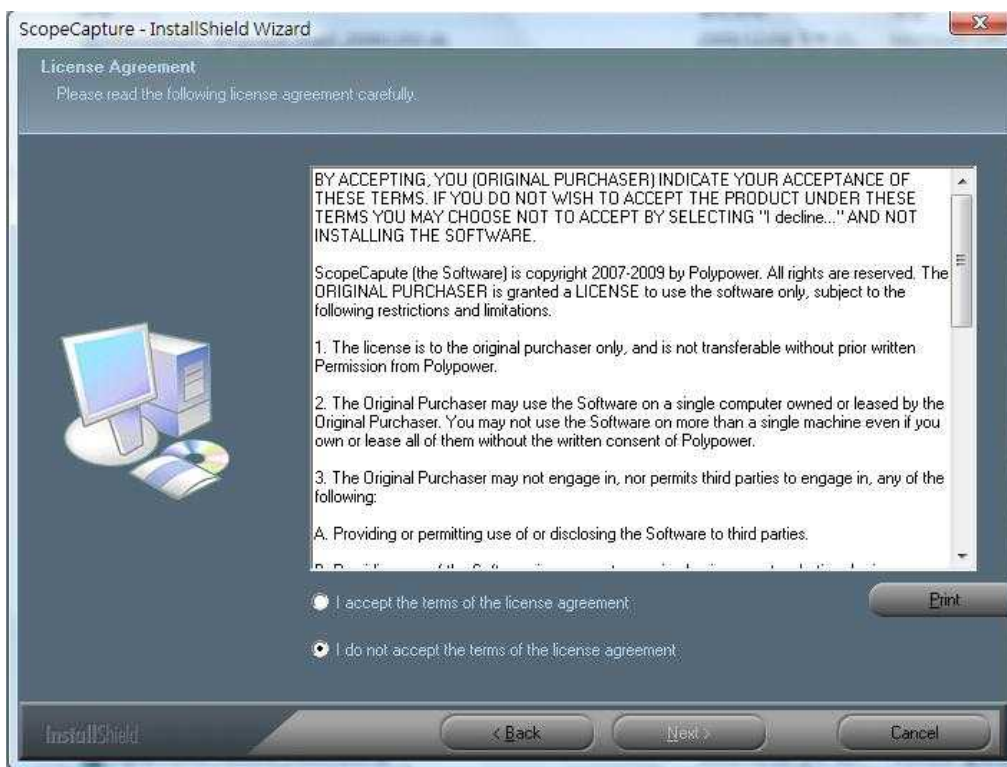 ScopeCapture - InstallShield Wizard
License Agreement
Please read the following license agreement carefully.
BY ACCEPTING, YOU (ORIGINAL PURCHASER) INDICATE YOUR ACCEPTANCE OF
THESE TERMS. IF YOU DO NOT WISH TO ACCEPT THE PRODUCT UNDER THESE
TERMS YOU MAY CHOOSE NOT TO ACCEPT BY SELECTING "I decline..." AND NOT
INSTALLING THE SOFTWARE.
ScopeCapute (the Software) is copyright 2007-2009 by Polypower. All rights are reserved. The
ORIGINAL PURCHASER is granted a LICENSE to use the software only, subject to the
following restrictions and limitations.
1. The license is to the original purchaser only, and is not transferable without prior written
Permission from Polypower.
2. The Original Purchaser may use the Software on a single computer owned or leased by the
Original Purchaser. You may not use the Software on more than a single machine even if you
own or lease all of them without the written consent of Polypower.
3. The Original Purchaser may not engage in, nor permits third parties to engage in, any of the
following:
A. Providing or permitting use of or disclosing the Software to third parties.
I accept the terms of the license agreement
Print
I do not accept the terms of the license agreement
InstallShield
< Back
Next >
Cancel